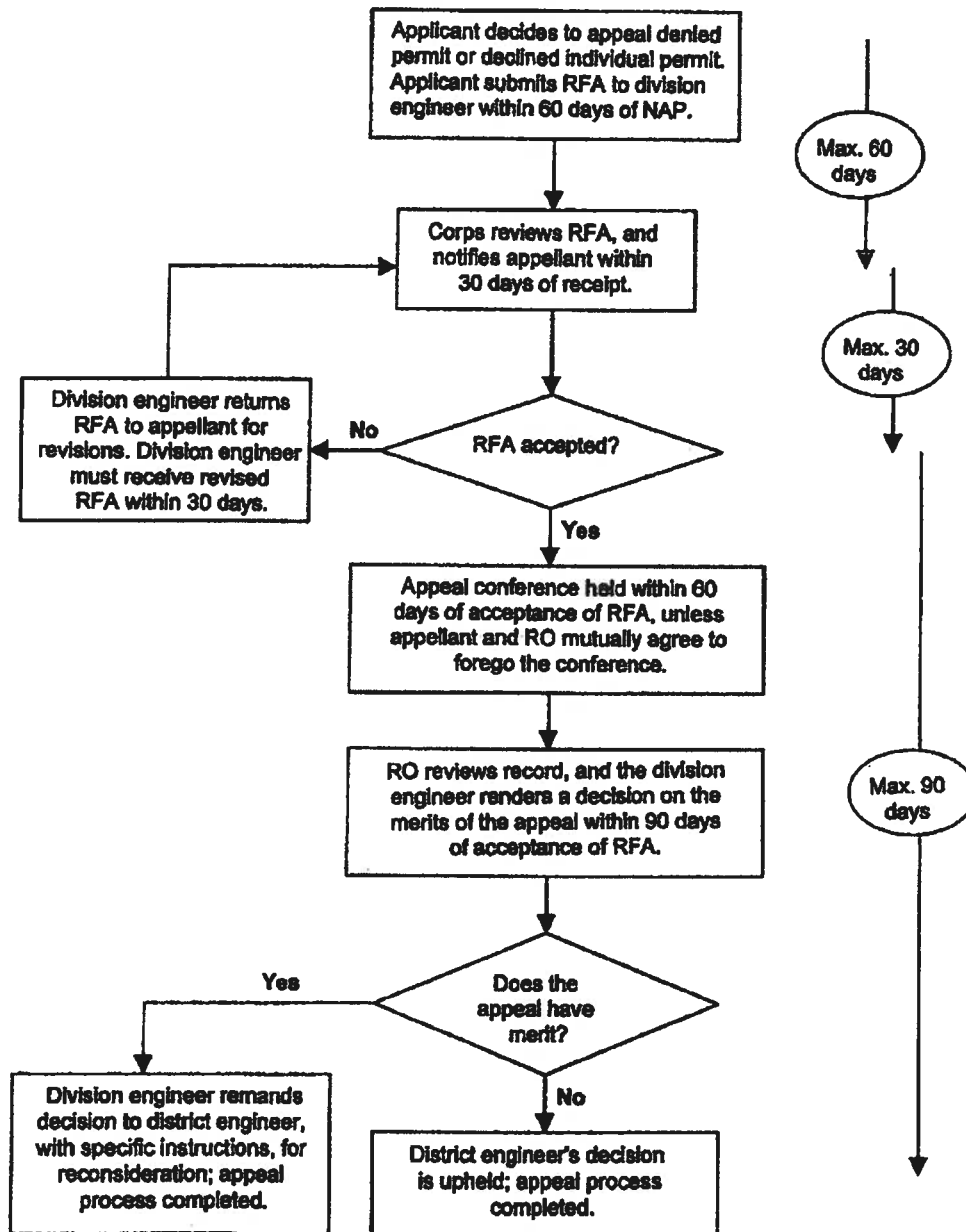 Applicant decides to appeal denied
permit or declined individual permit.
Applicant submits RFA to division
engineer within 60 days of NAP.
Max. 60
days
Corps reviews RFA, and
notifies appellant within
30 days of receipt.
Max. 30
days
Division engineer returns
RFA to appellant for
revisions. Division engineer
must receive revised
RFA within 30 days.
No
RFA accepted?
Yes
Appeal conference held within 60
days of acceptance of RFA, unless
appellant and RO mutually agree to
forego the conference.
RO reviews record, and the division
engineer renders a decision on the
merits of the appeal within 90 days
of acceptance of RFA.
Max. 90
days
Yes
Does the
appeal have
merit?
No
Division engineer remands
decision to district engineer,
with specific instructions, for
reconsideration; appeal
process completed.
District engineer's decision
is upheld; appeal process
completed.